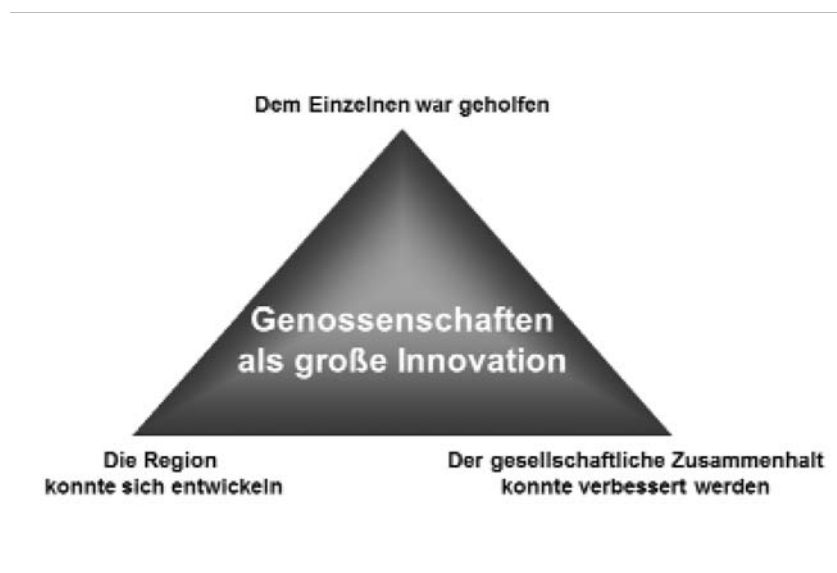 Dem Einzelnen war geholfen
Genossenschaften
als große Innovation
Die Region
konnte sich entwickeln
Der gesellschaftliche Zusammenhalt
konnte verbessert werden